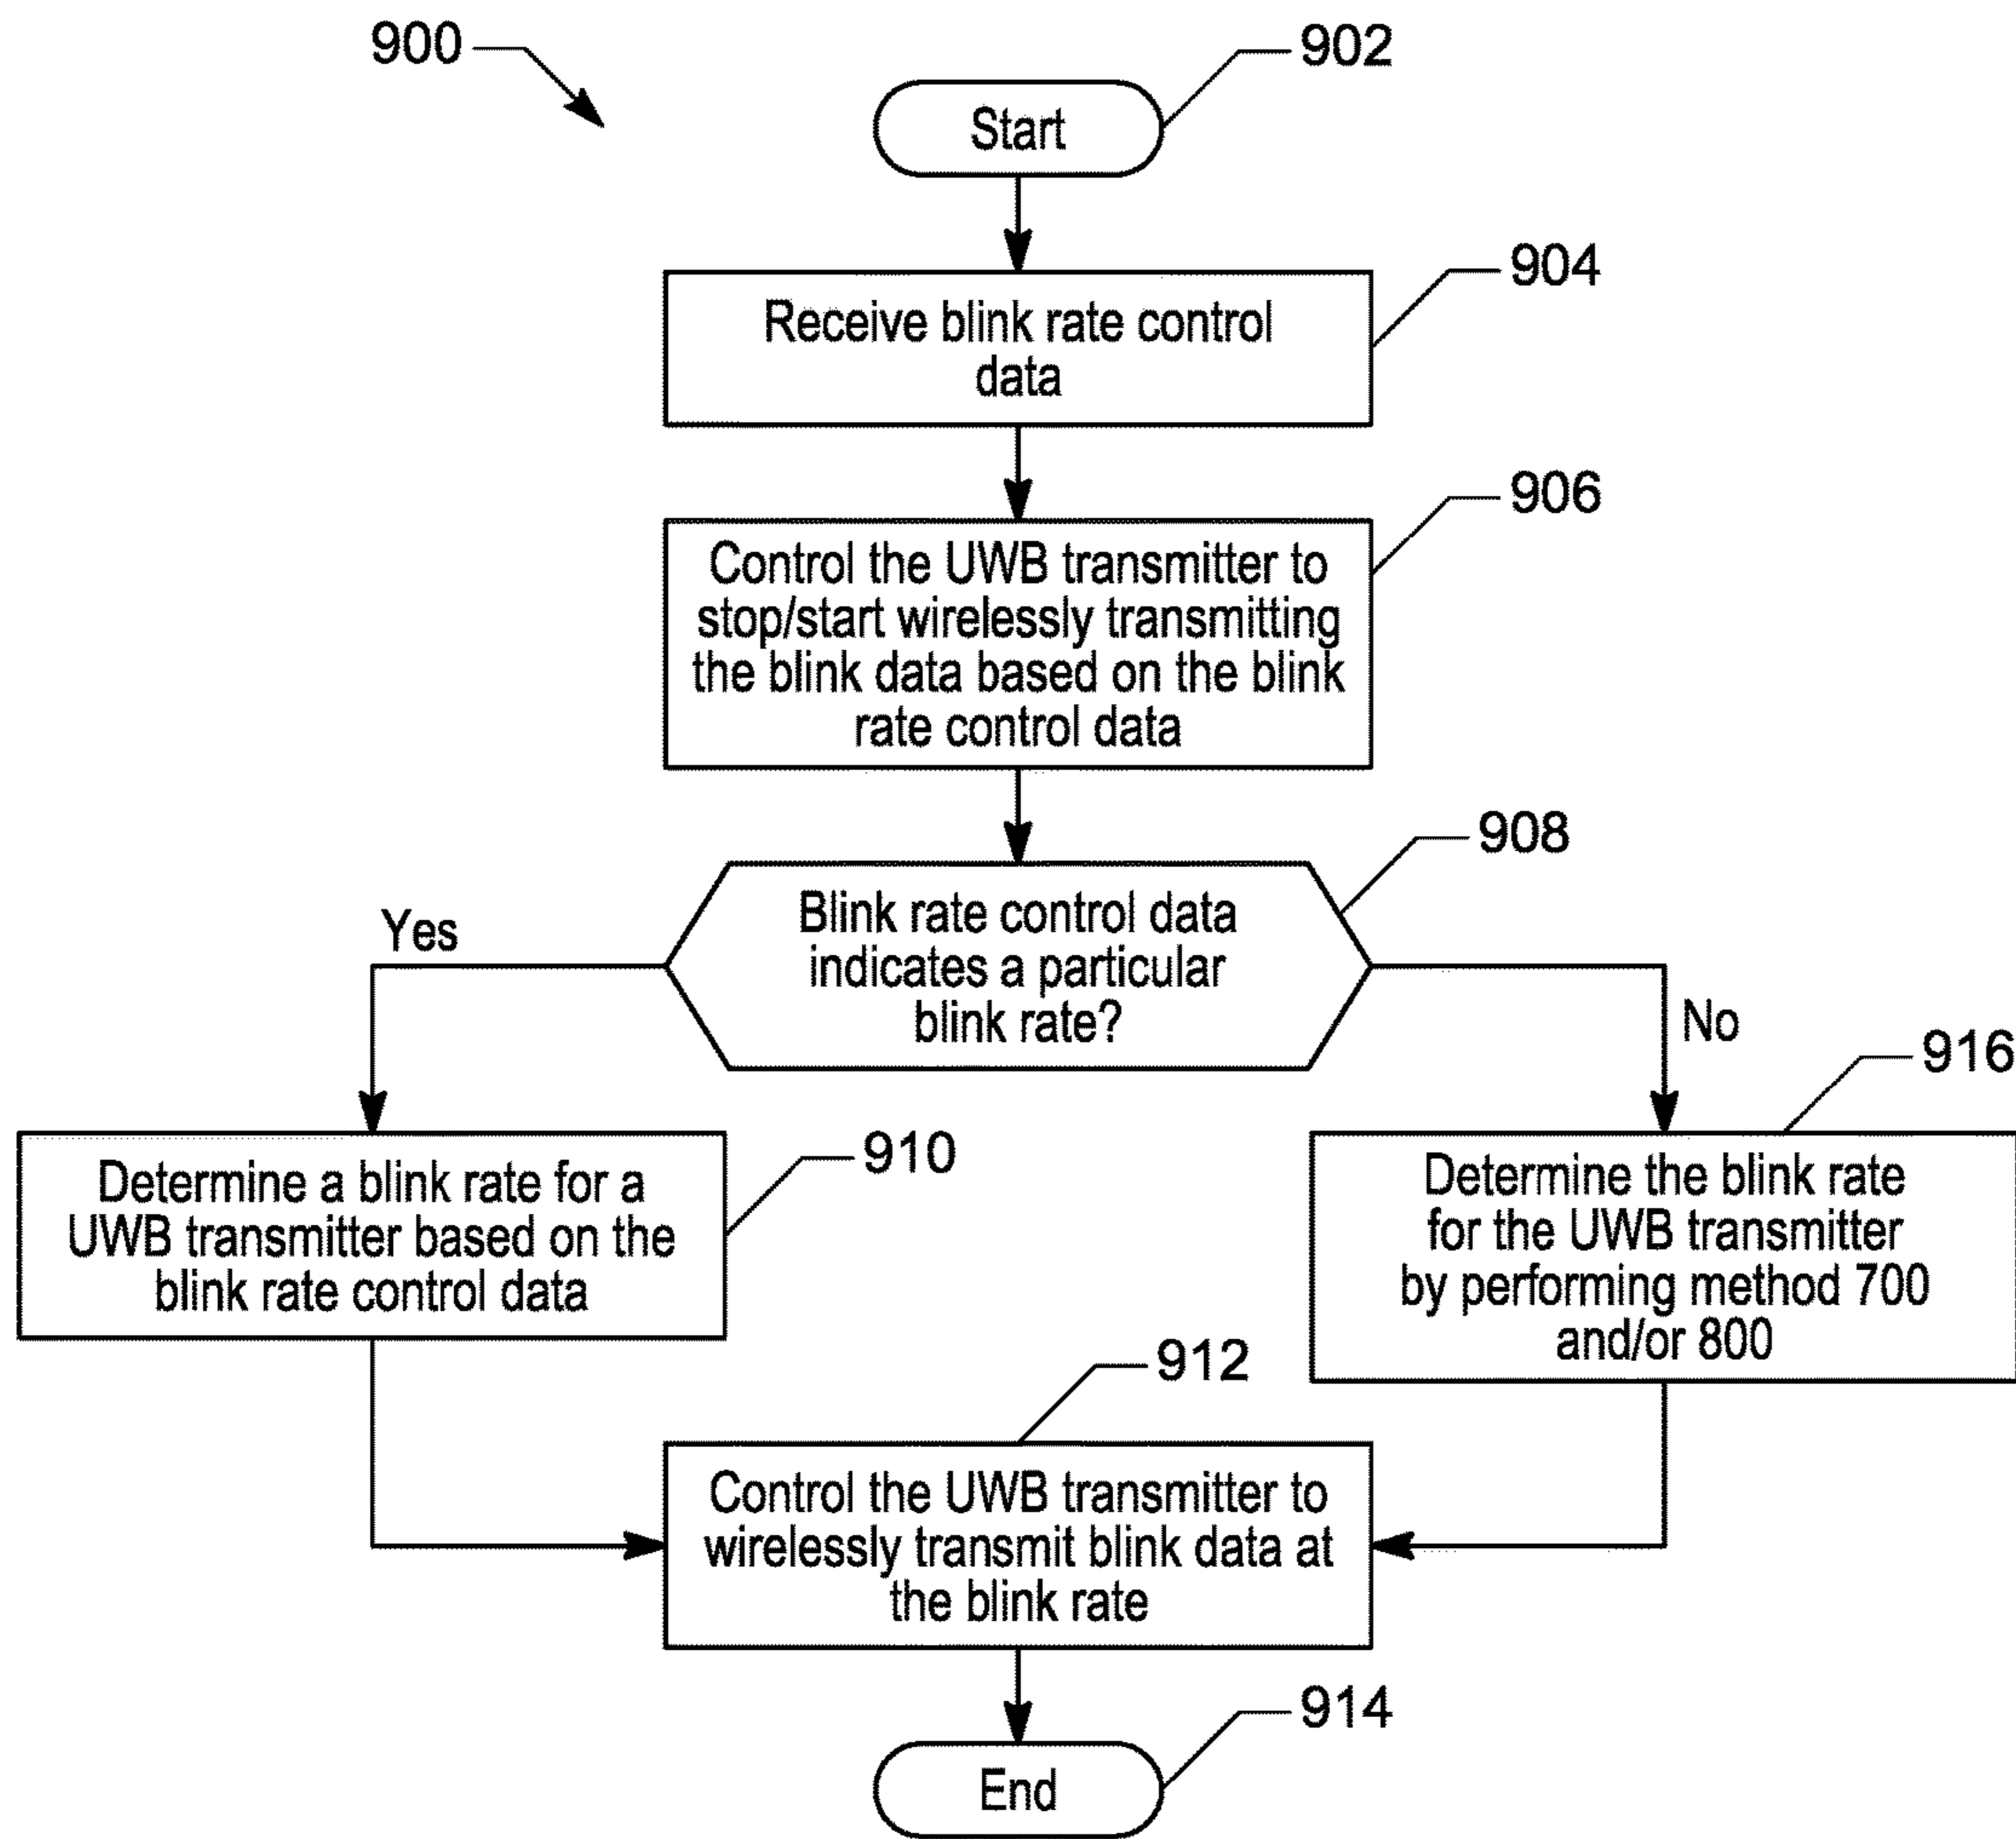 900
902
Start
904
Receive blink rate control
data
906
Control the UWB transmitter to
stop/start wirelessly transmitting
the blink data based on the blink
rate control data
908
Blink rate control data
indicates a particular
blink rate?
Yes
No
916
910
Determine a blink rate for a
UWB transmitter based on the
blink rate control data
Determine the blink rate
for the UWB transmitter
by performing method 700
and/or 800
912
Control the UWB transmitter to
wirelessly transmit blink data at
the blink rate
914
End